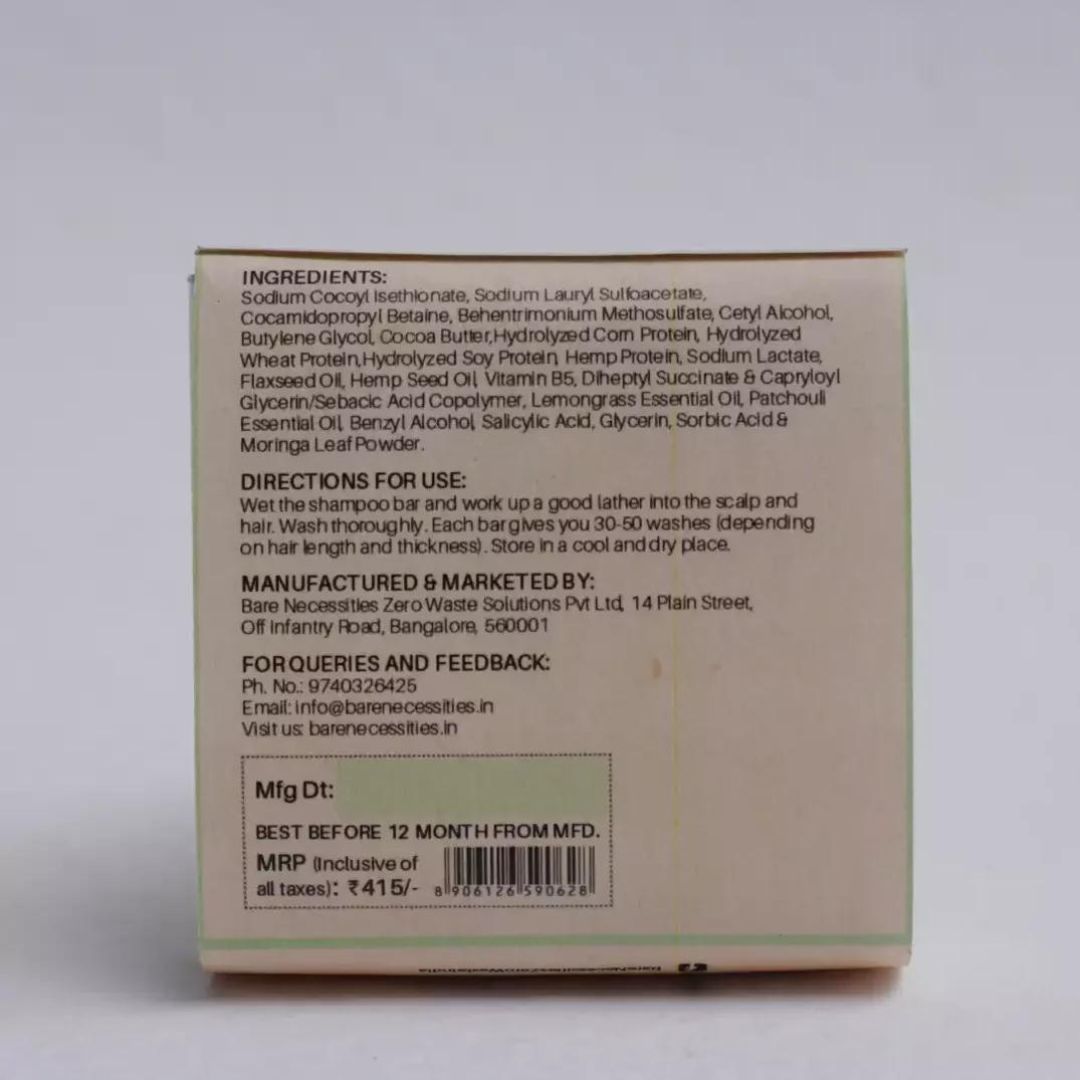 INGREDIENTS:
Sodium Cocoyl Isethionate, Sodium Lauryl Sulfoacetate,
Cocamidopropyl Betaine, Behentrimonium Methosulfate, Cetyl Alcohol,
Butylene Glycol, Cocoa Butter, Hydrolyzed Corn Protein, Hydrolyzed
Wheat Protein, Hydrolyzed Soy Protein, Hemp Protein, Sodium Lactate,
Flaxseed Oil, Hemp Seed Oil, Vitamin B5, Diheptyl Succinate & Capryloyl
Glycerin/Sebacic Acid Copolymer, Lemongrass Essential Oil, Patchouli
Essential Oil, Benzyl Alcohol, Salicylic Acid, Glycerin, Sorbic Acid &
Moringa Leaf Powder.
DIRECTIONS FOR USE:
Wet the shampoo bar and work up a good lather into the scalp and
hair. Wash thoroughly. Each bar gives you 30-50 washes (depending
on hair length and thickness). Store in a cool and dry place.
MANUFACTURED & MARKETED BY:
Bare Necessities Zero Waste Solutions Pvt Ltd, 14 Plain Street,
Off Infantry Road, Bangalore, 560001
FOR QUERIES AND FEEDBACK:
Ph. No.: 9740326425
Email: info@barenecessities.in
Visit us: barenecessities.in
Mfg Dt:
BEST BEFORE 12 MONTH FROM MFD.
MRP (Inclusive of
all taxes): ₹415/-
8 906126 590628